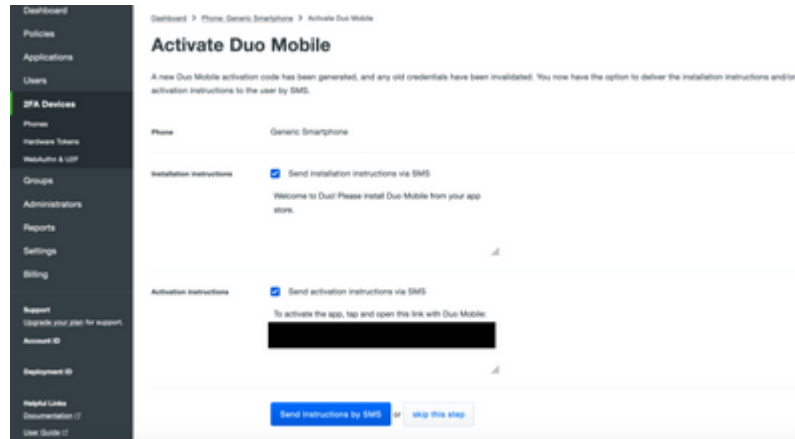 Dashboard
Policies
Applications
Users
2FA Devices
Phones
Hardware Tokens
WebAuthn & U2F
Groups
Administrators
Reports
Settings
Billing
Support
Upgrade your plan for support.
Account ID
Deployment ID
Helpful Links
Documentation
User Guide
Dashboard > Phone: Generic Smartphone > Activate Duo Mobile
Activate Duo Mobile
A new Duo Mobile activation code has been generated, and any old credentials have been invalidated. You now have the option to deliver the installation instructions and/or
activation instructions to the user by SMS.
Phone
Generic Smartphone
Installation instructions
Send installation instructions via SMS
Welcome to Duo! Please install Duo Mobile from your app
store.
Activation instructions
Send activation instructions via SMS
To activate the app, tap and open this link with Duo Mobile:
Send Instructions by SMS or skip this step